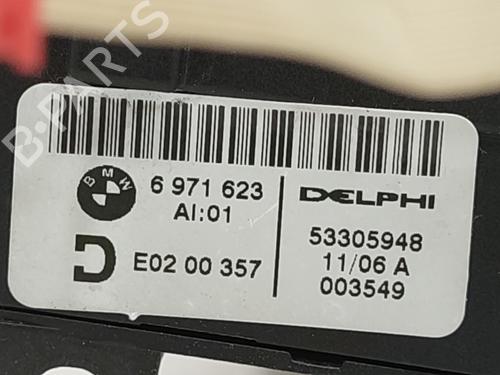 B-PARTS
BMW
6 971 623
AI:01
D E02 00 357
DELPHI
53305948
11/06 A
003549